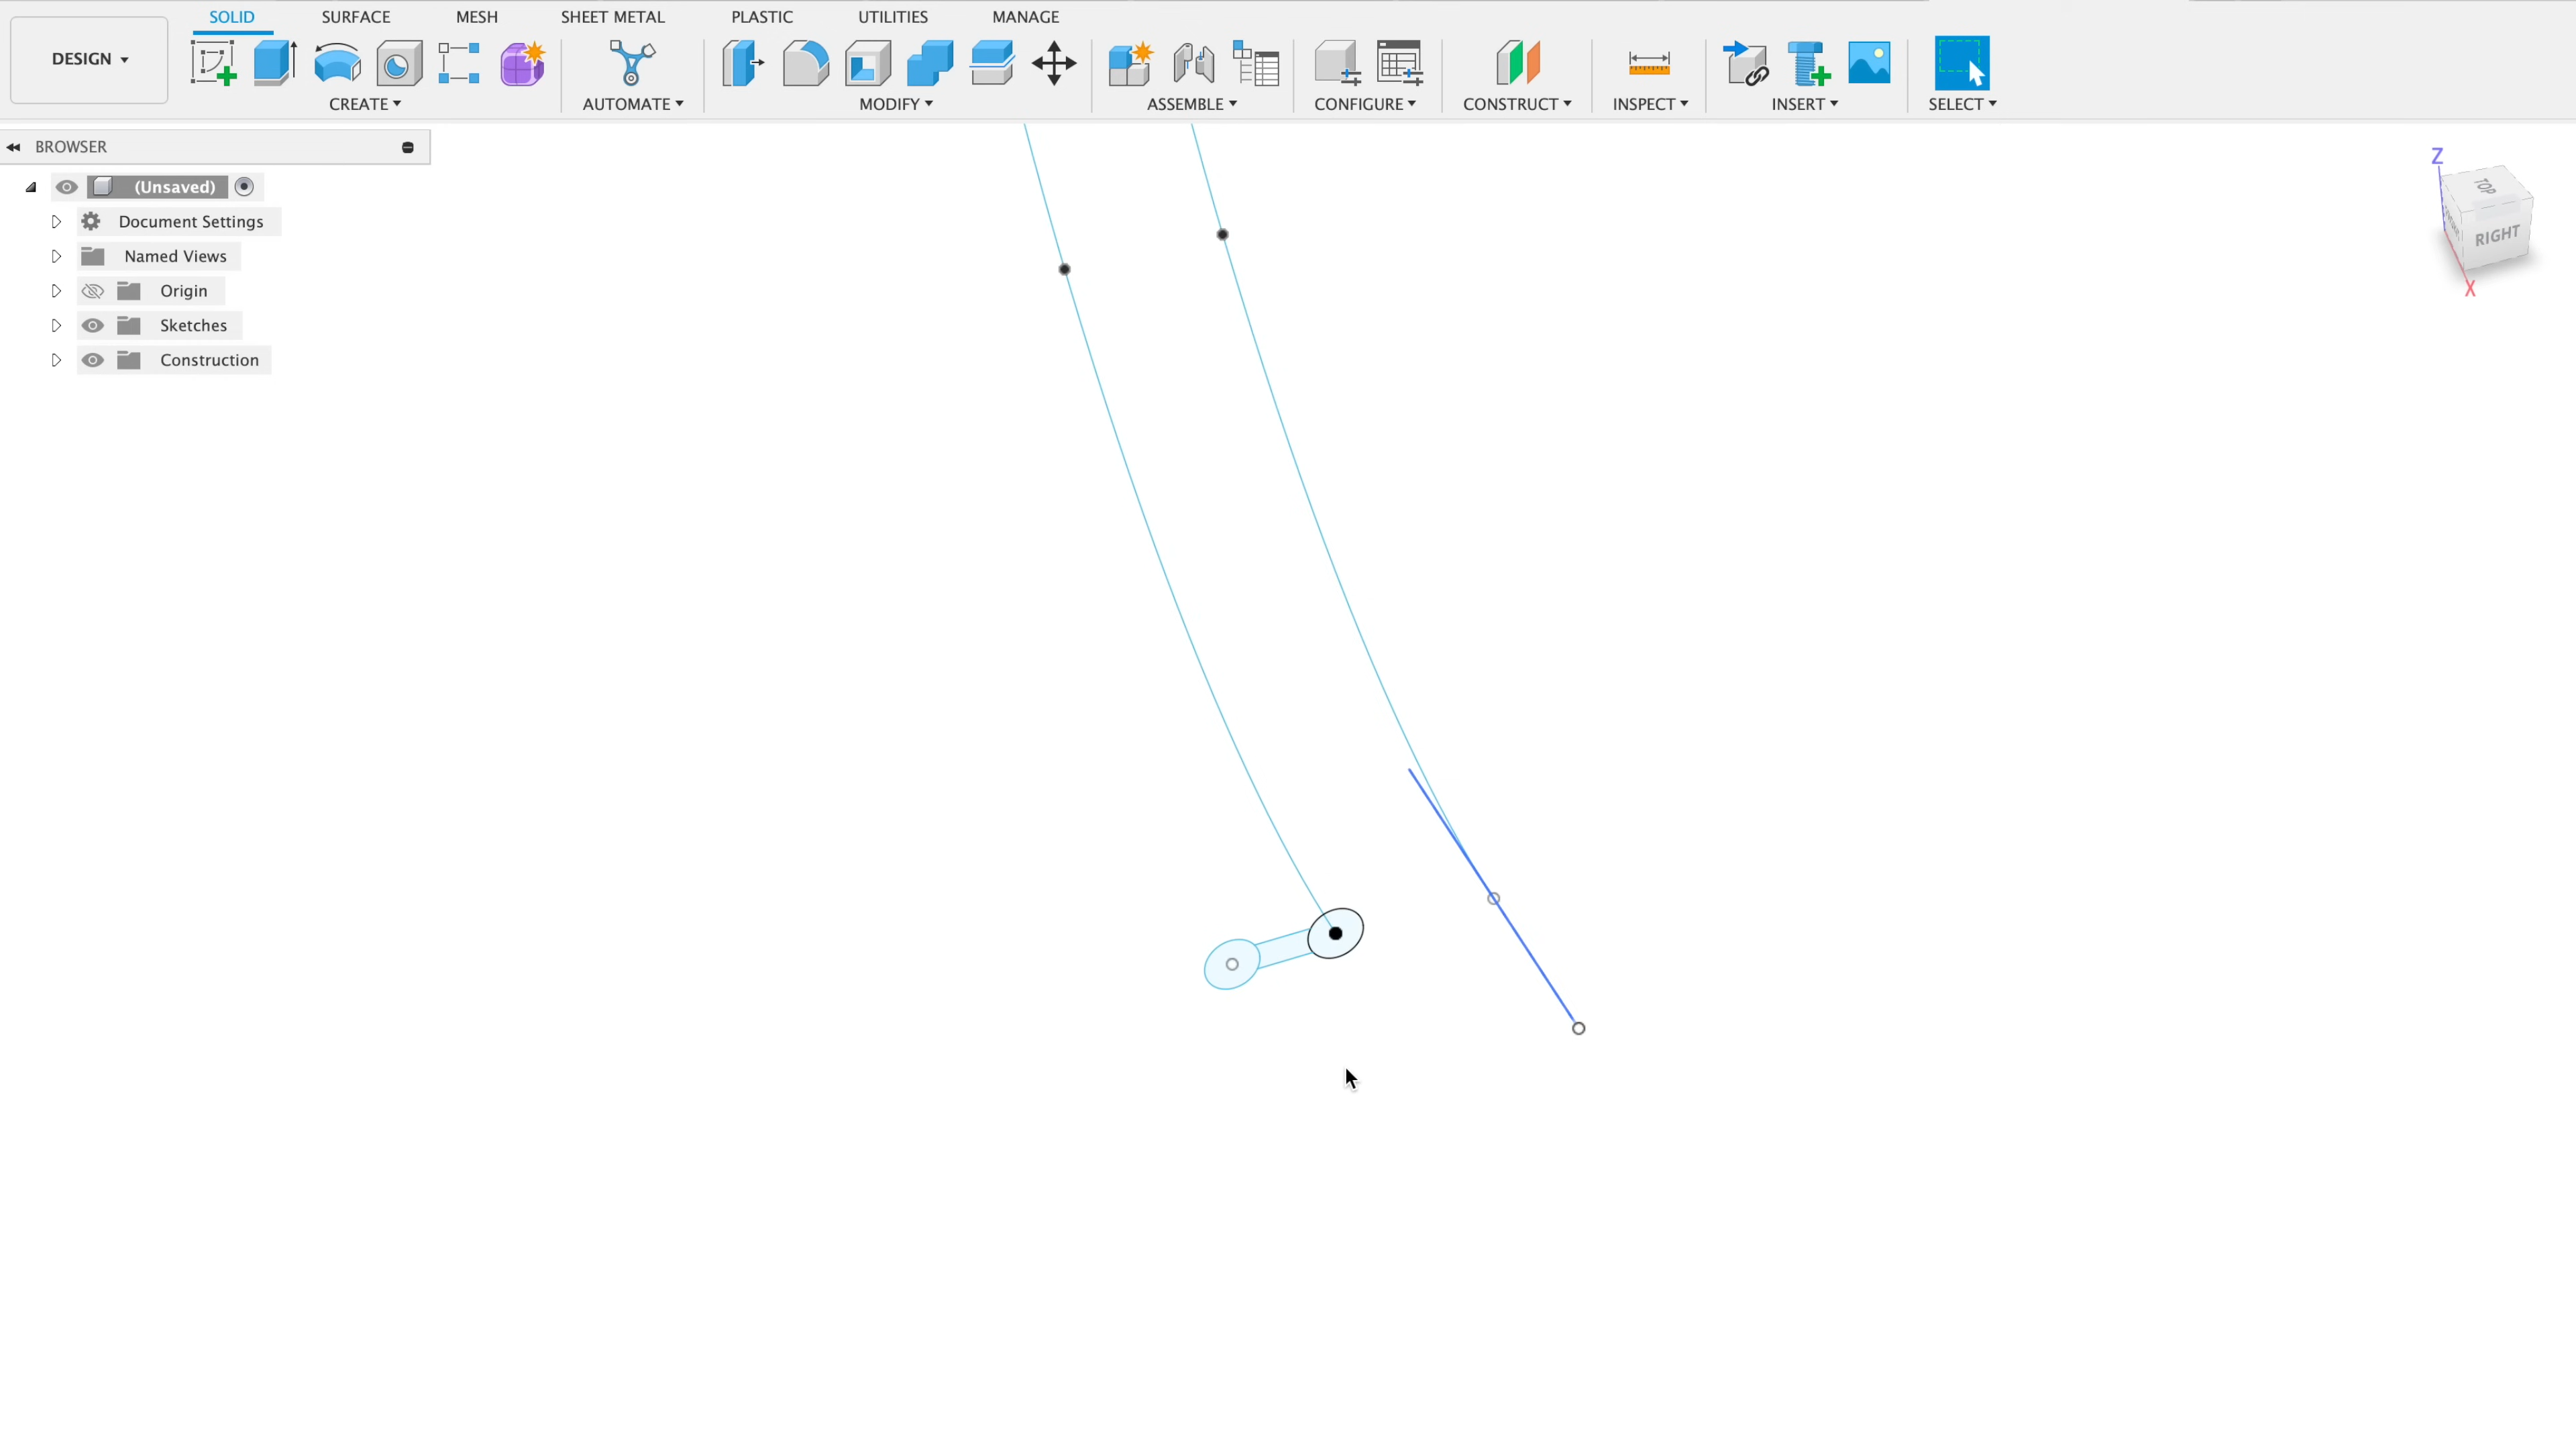 SOLID SURFACE MESH SHEET METAL PLASTIC UTILITIES MANAGE
DESIGN
CREATE AUTOMATE MODIFY ASSEMBLE CONFIGURE CONSTRUCT INSPECT INSERT SELECT
BROWSER
(Unsaved)
Document Settings
Named Views
Origin
Sketches
Construction
Z
TOP
RIGHT
X